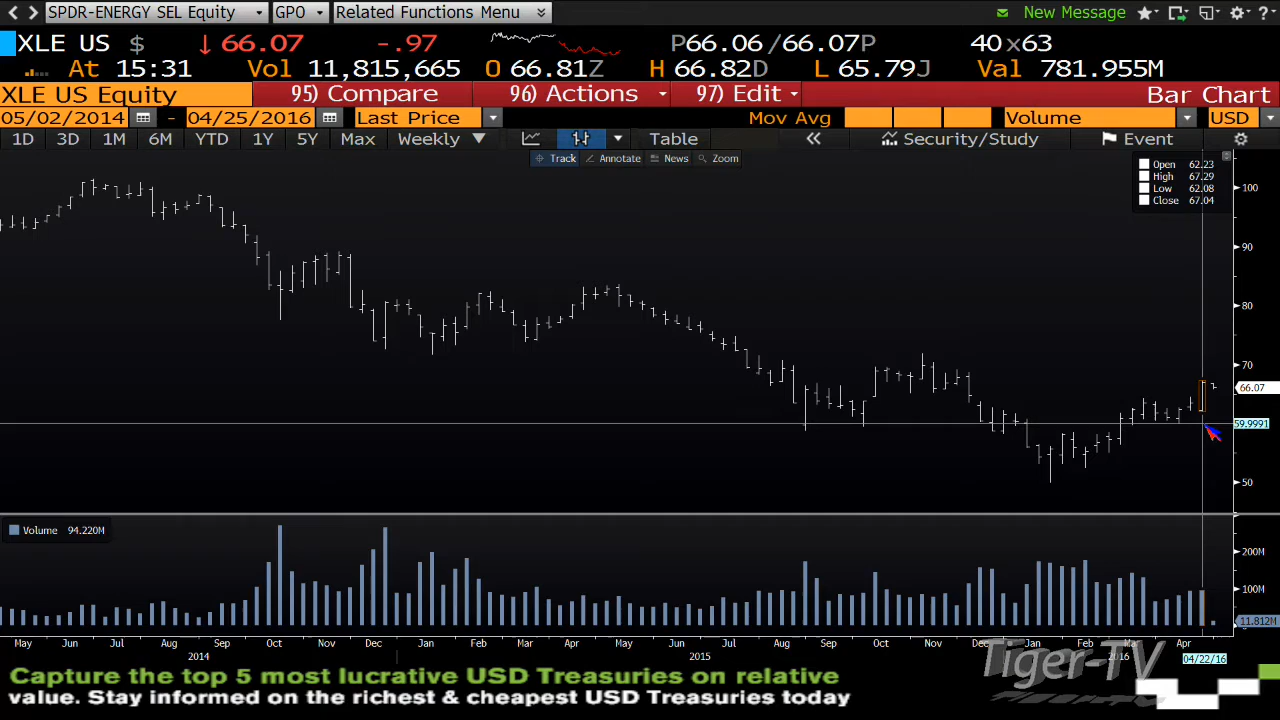 SPDR-ENERGY SEL Equity GPO Related Functions Menu New Message ?
XLE US $ ↓ 66.07 -.97 P66.06 /66.07P 40 x63
At 15:31 Vol 11,815,665 O 66.81Z H 66.82D L 65.79J Val 781.955M
XLE US Equity 95) Compare 96) Actions 97) Edit Bar Chart
05/02/2014 - 04/25/2016 Last Price Mov Avg Volume USD
1D 3D 1M 6M YTD 1Y 5Y Max Weekly ▼ Table « Security/Study Event
Track Annotate News Zoom
Open 62.23
High 67.29
Low 62.08
Close 67.04
100
90
80
70
66.07
59.9991
50
Volume 94.220M
200M
100M
11.812M
May Jun Jul Aug Sep Oct Nov Dec Jan Feb Mar Apr May Jun Jul Aug Sep Oct Nov Dec Jan Feb Mar Apr
2014 2015 2016 04/22/16
Tiger-TV
Capture the top 5 most lucrative USD Treasuries on relative
value. Stay informed on the richest & cheapest USD Treasuries today